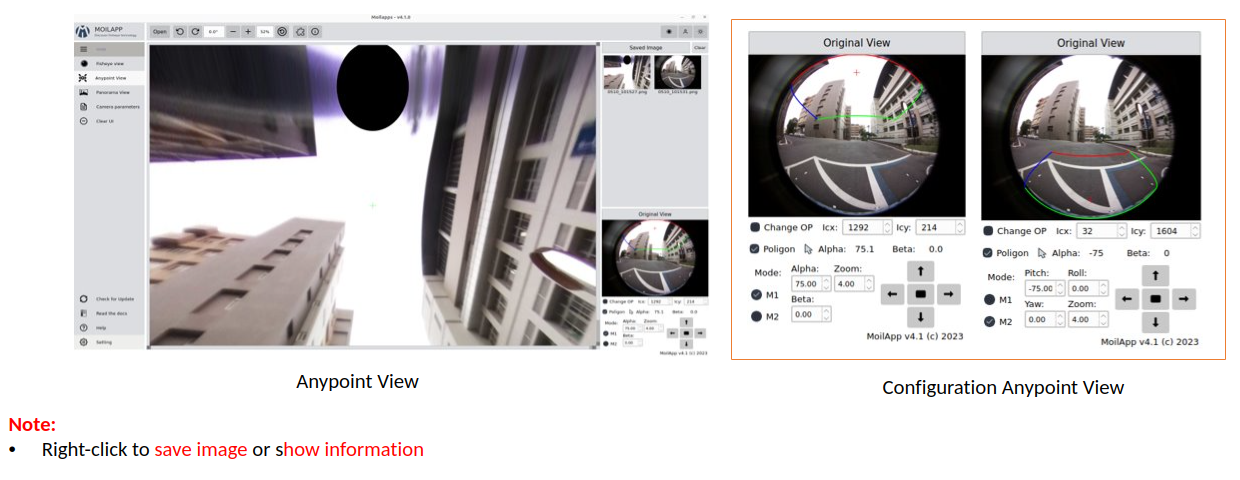 Moilapps - v4.1.0
MOILAPP
Open
0.0°
52%
Fisheye view
Anypoint View
Panorama View
Camera parameters
Clear UI
Check for Update
Read the docs
Help
Setting
Saved Image
Clear
0510_101527.png
0510_101531.png
Original View
Change OP Icx: 1292 Icy: 214
Poligon Alpha: 75.1 Beta: 0.0
Mode: Alpha: Zoom:
75.00 4.00
M1 Beta:
M2 0.00
MoilApp v4.1 (c) 2023
Original View
Change OP Icx: 1292 Icy: 214
Poligon Alpha: 75.1 Beta: 0.0
Mode: Alpha: Zoom:
75.00 4.00
M1 Beta:
M2 0.00
MoilApp v4.1 (c) 2023
Original View
Change OP Icx: 32 Icy: 1604
Poligon Alpha: -75 Beta: 0
Mode: Pitch: Roll:
-75.00 0.00
M1 Yaw: Zoom:
M2 0.00 4.00
MoilApp v4.1 (c) 2023
Anypoint View
Configuration Anypoint View
Note:
• Right-click to save image or show information